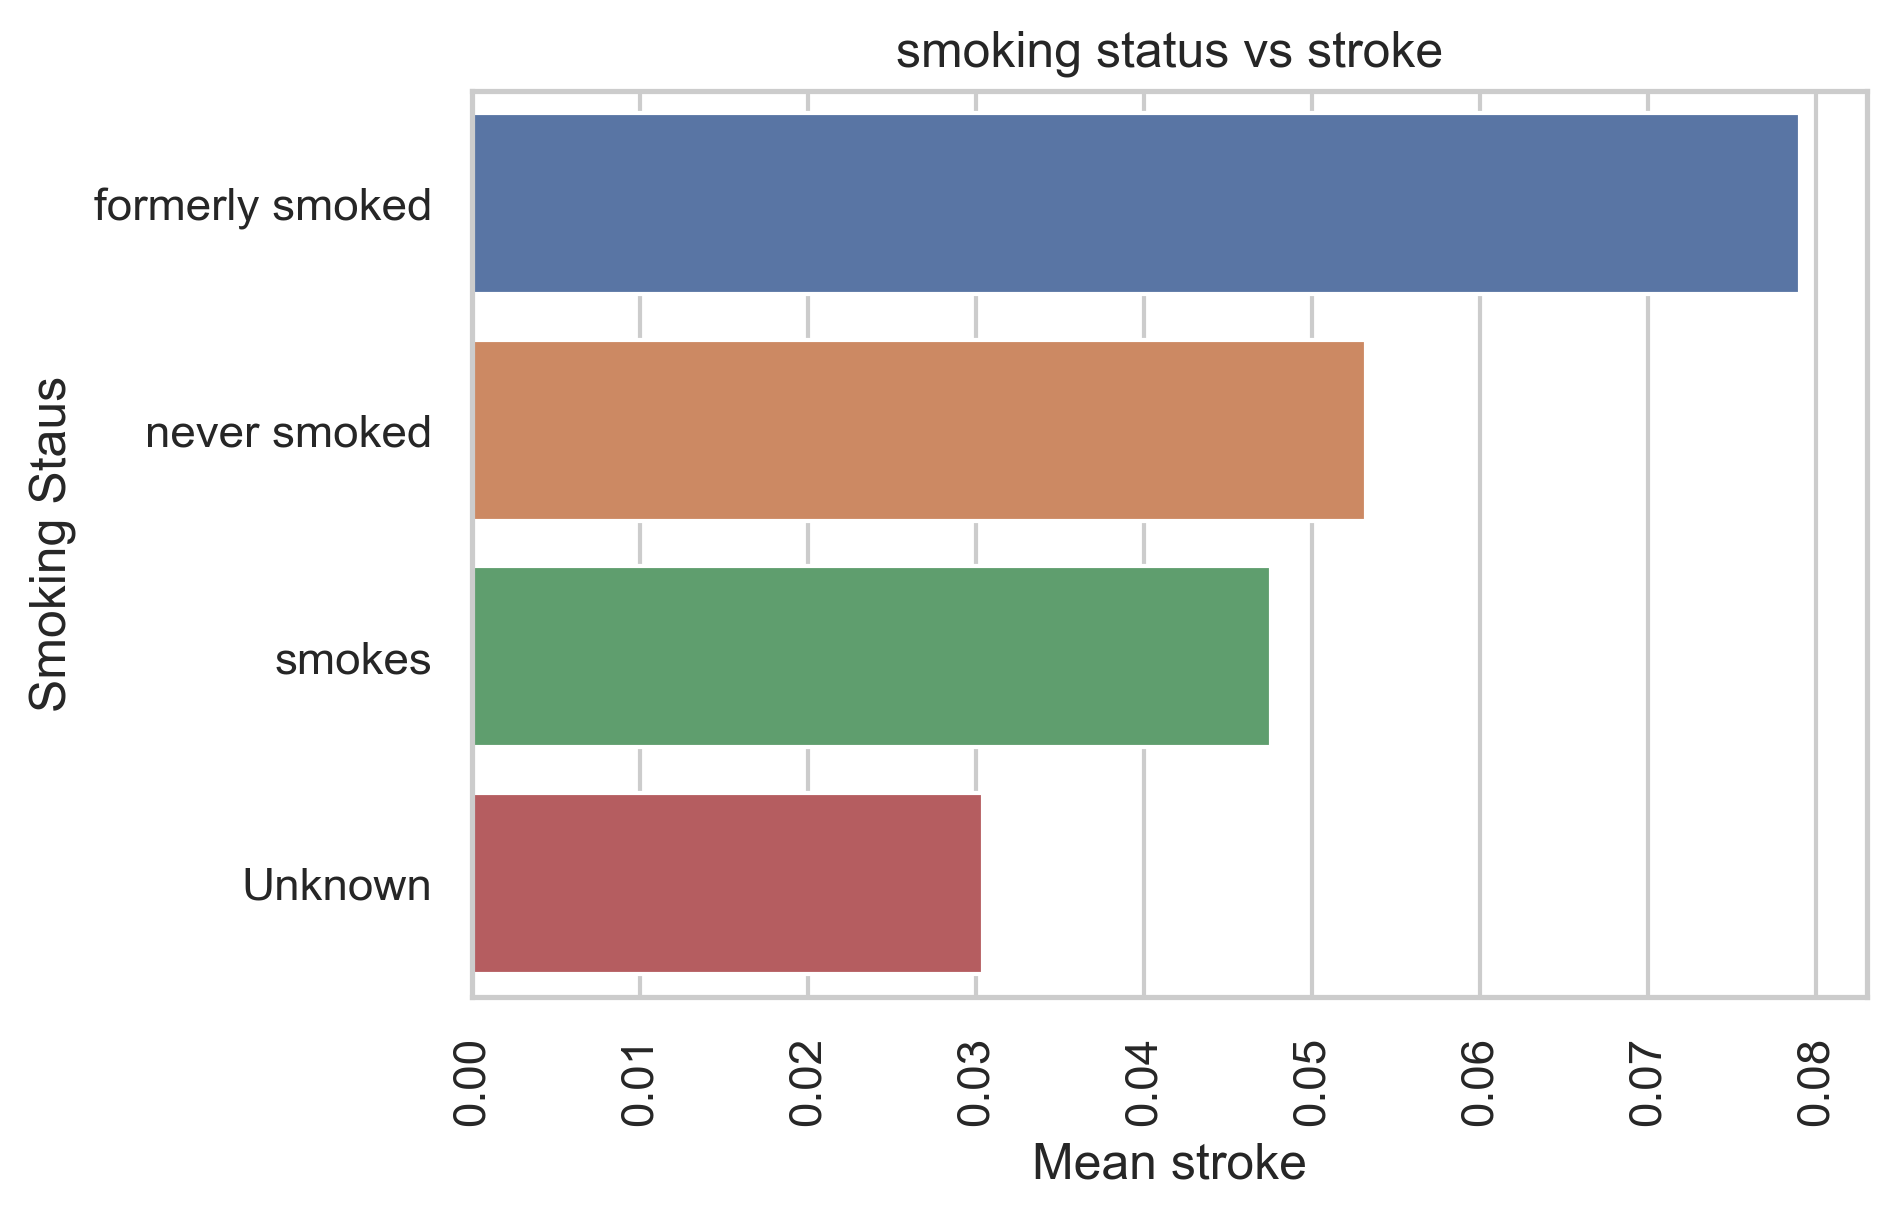 smoking status vs stroke
formerly smoked
never smoked
smokes
Unknown
Smoking Staus
0.00
0.01
0.02
0.03
0.04
0.05
0.06
0.07
0.08
Mean stroke